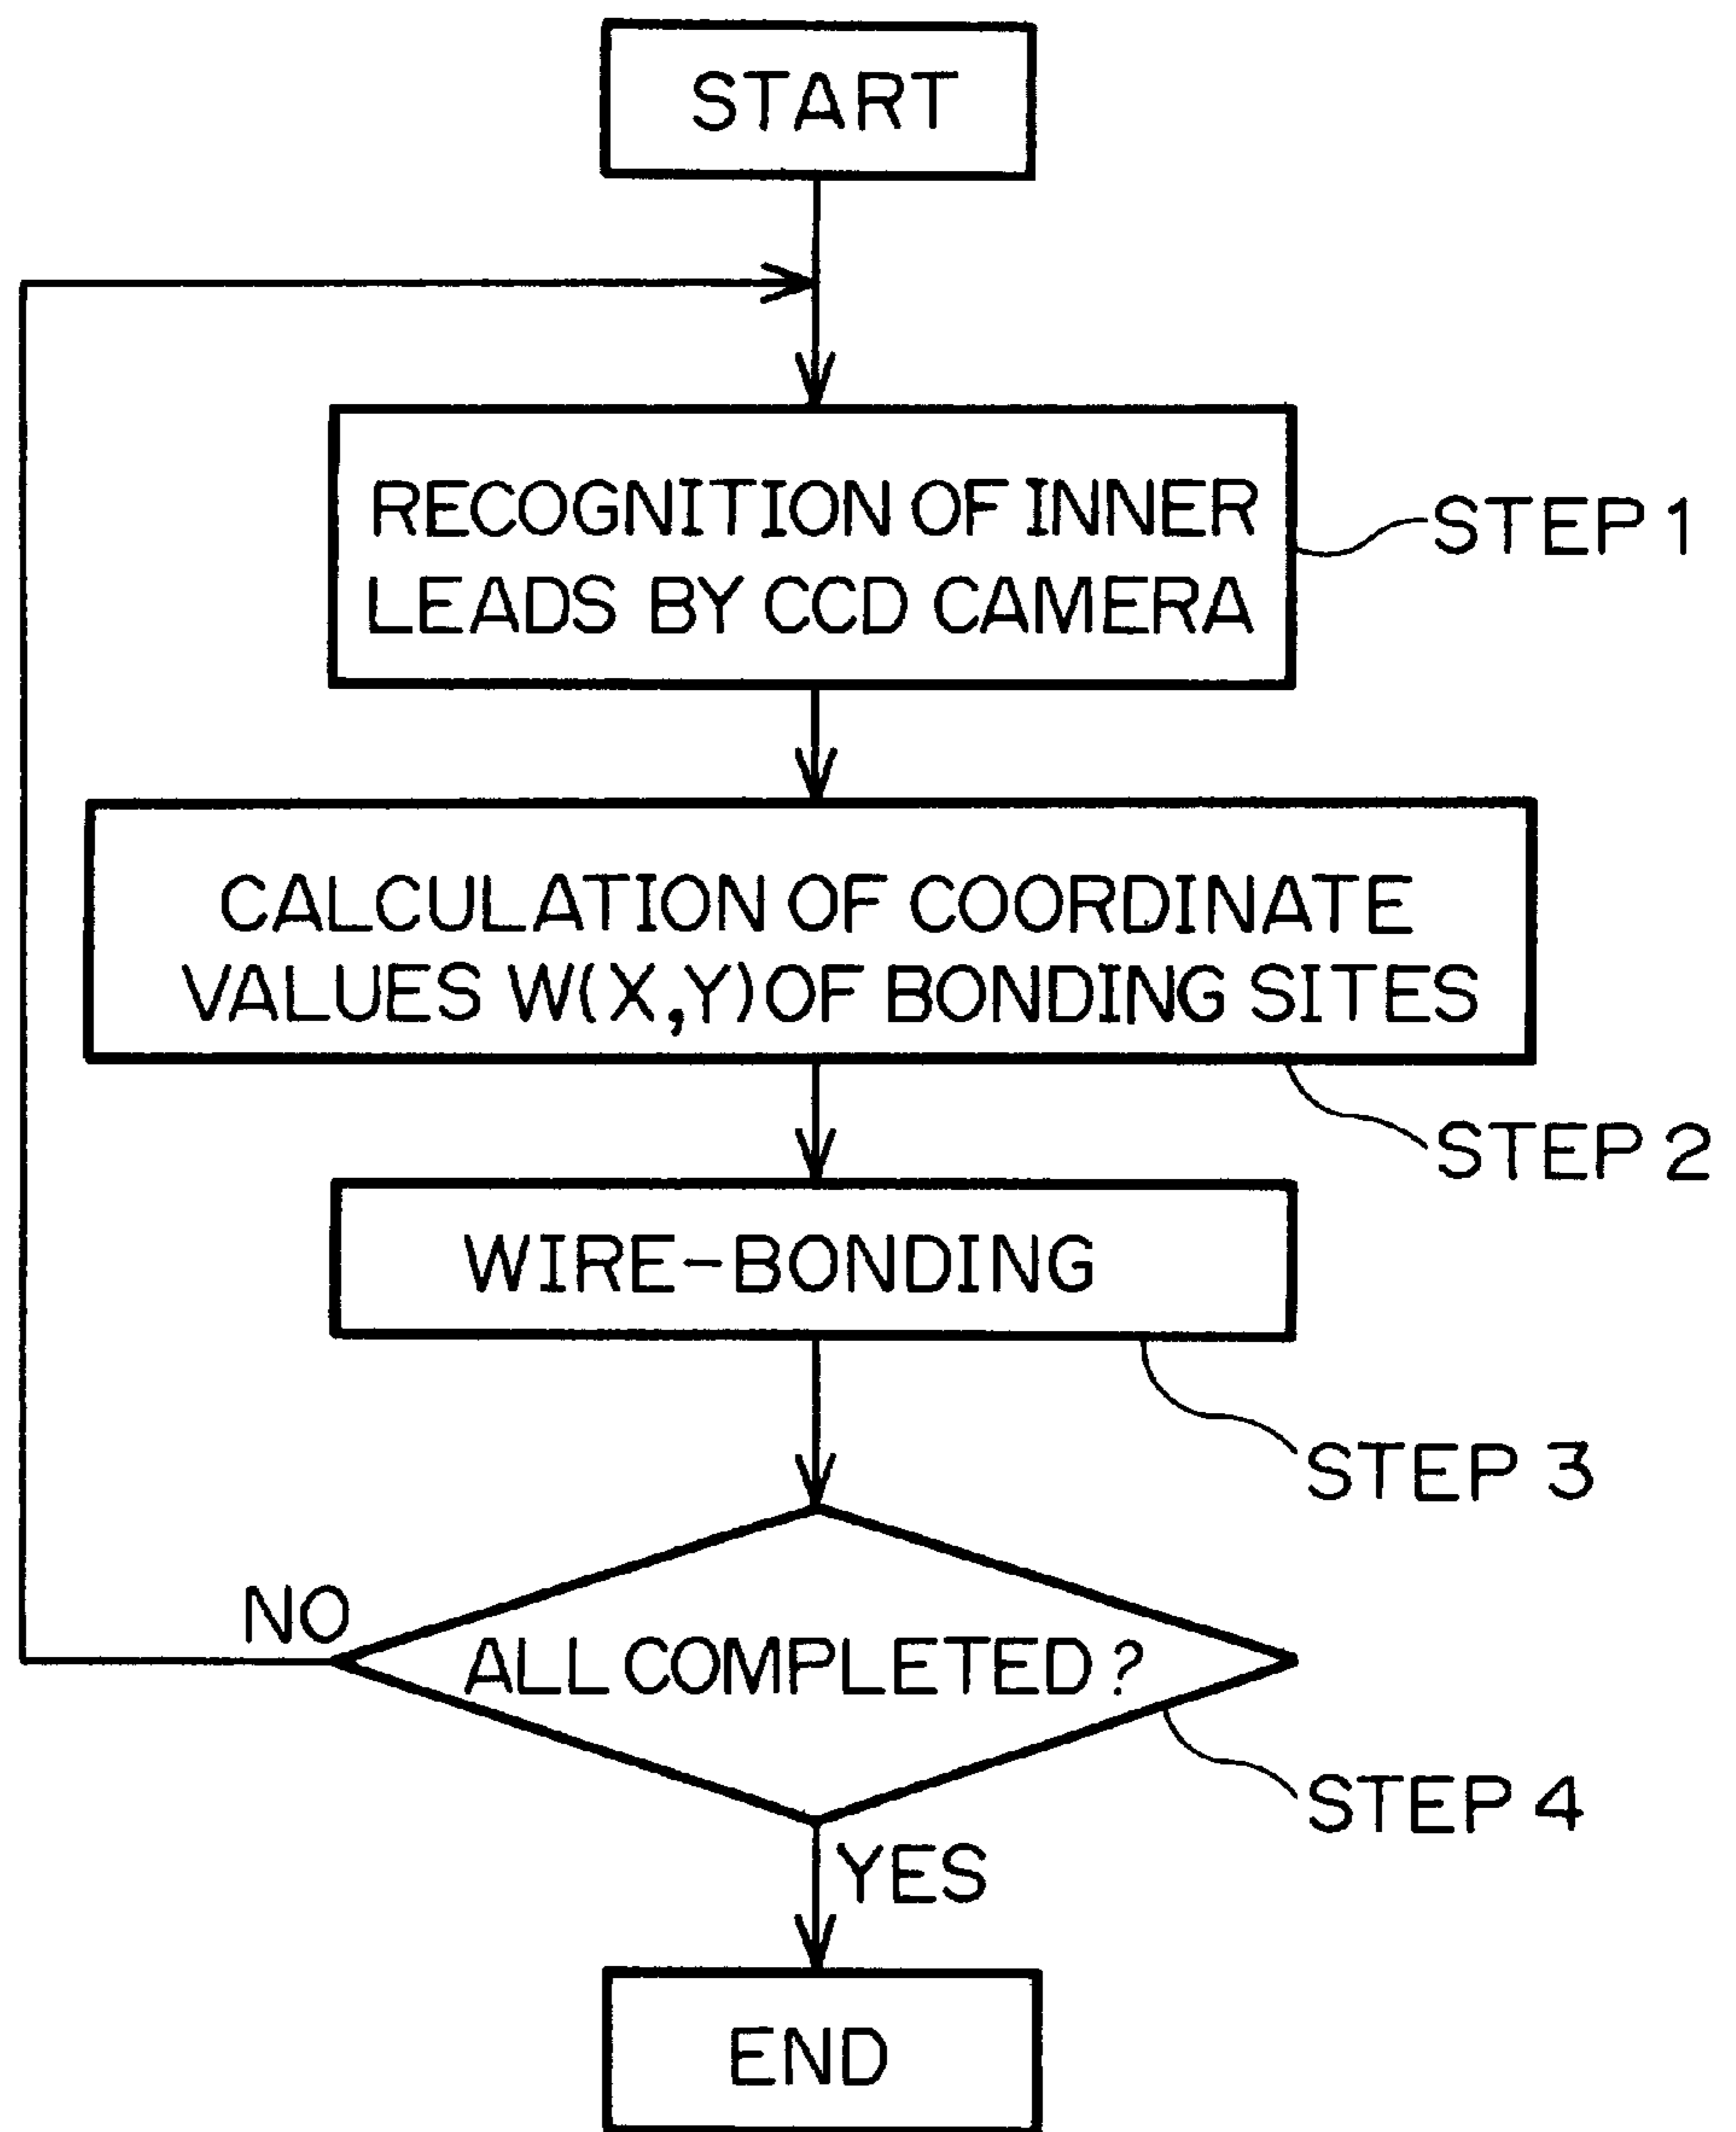 START
RECOGNITION OF INNER
LEADS BY CCD CAMERA
STEP 1
CALCULATION OF COORDINATE
VALUES W(X,Y) OF BONDING SITES
STEP 2
WIRE-BONDING
STEP 3
NO
ALL COMPLETED?
STEP 4
YES
END